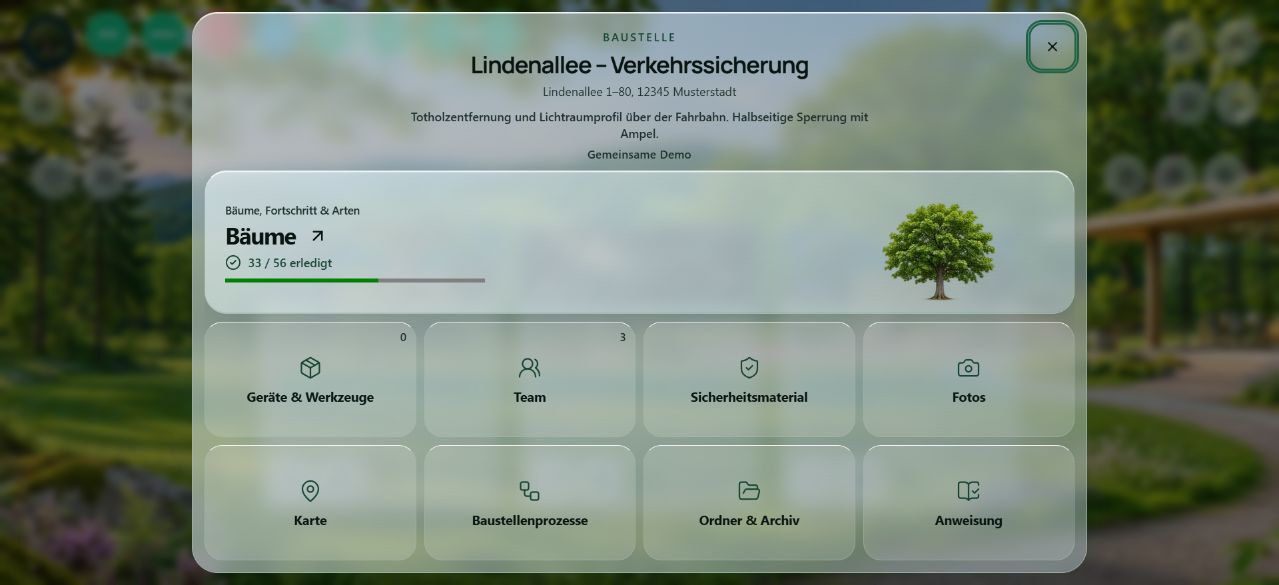 BAUSTELLE
Lindenallee – Verkehrssicherung
Lindenallee 1–80, 12345 Musterstadt
Totholzentfernung und Lichtraumprofil über der Fahrbahn. Halbseitige Sperrung mit
Ampel.
Gemeinsame Demo
Bäume, Fortschritt & Arten
Bäume
33 / 56 erledigt
0
Geräte & Werkzeuge
3
Team
Sicherheitsmaterial
Fotos
Karte
Baustellenprozesse
Ordner & Archiv
Anweisung